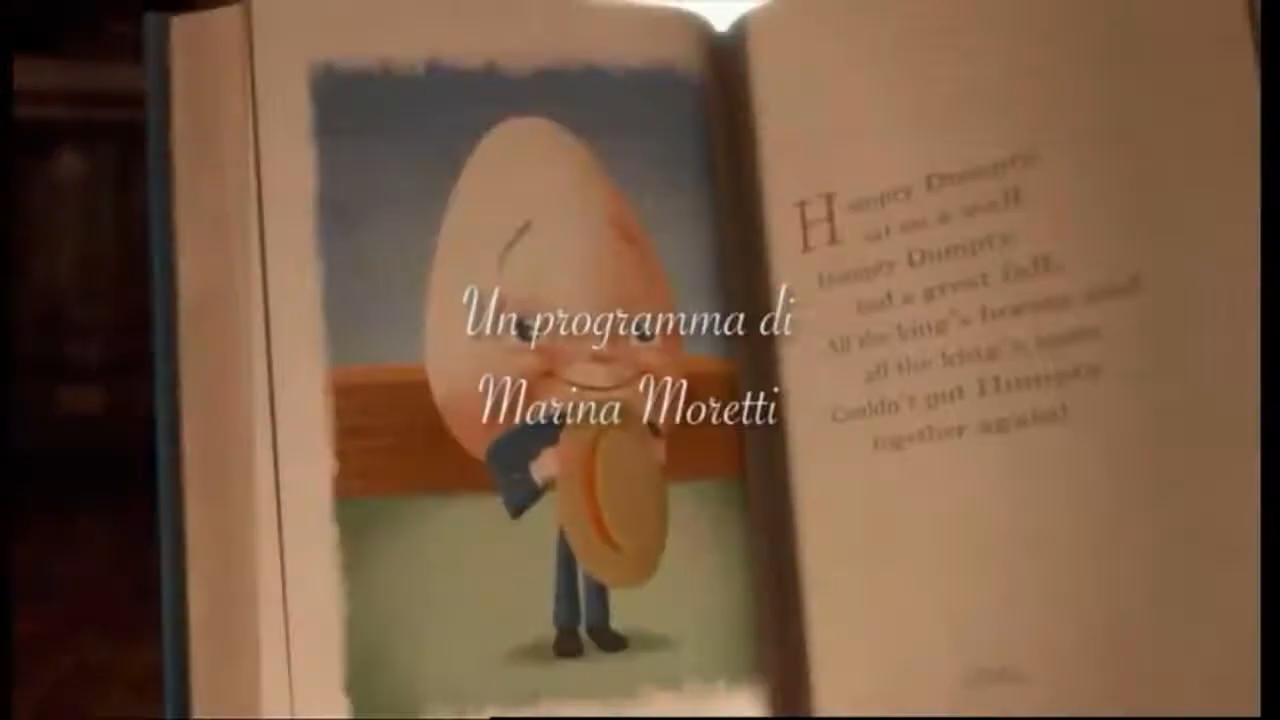 Un programma di
Marina Moretti
Humpty Dumpty,
sat on a wall.
Humpty Dumpty,
had a great fall.
All the king's horses and
all the king's men
Couldn't put Humpty
together again!